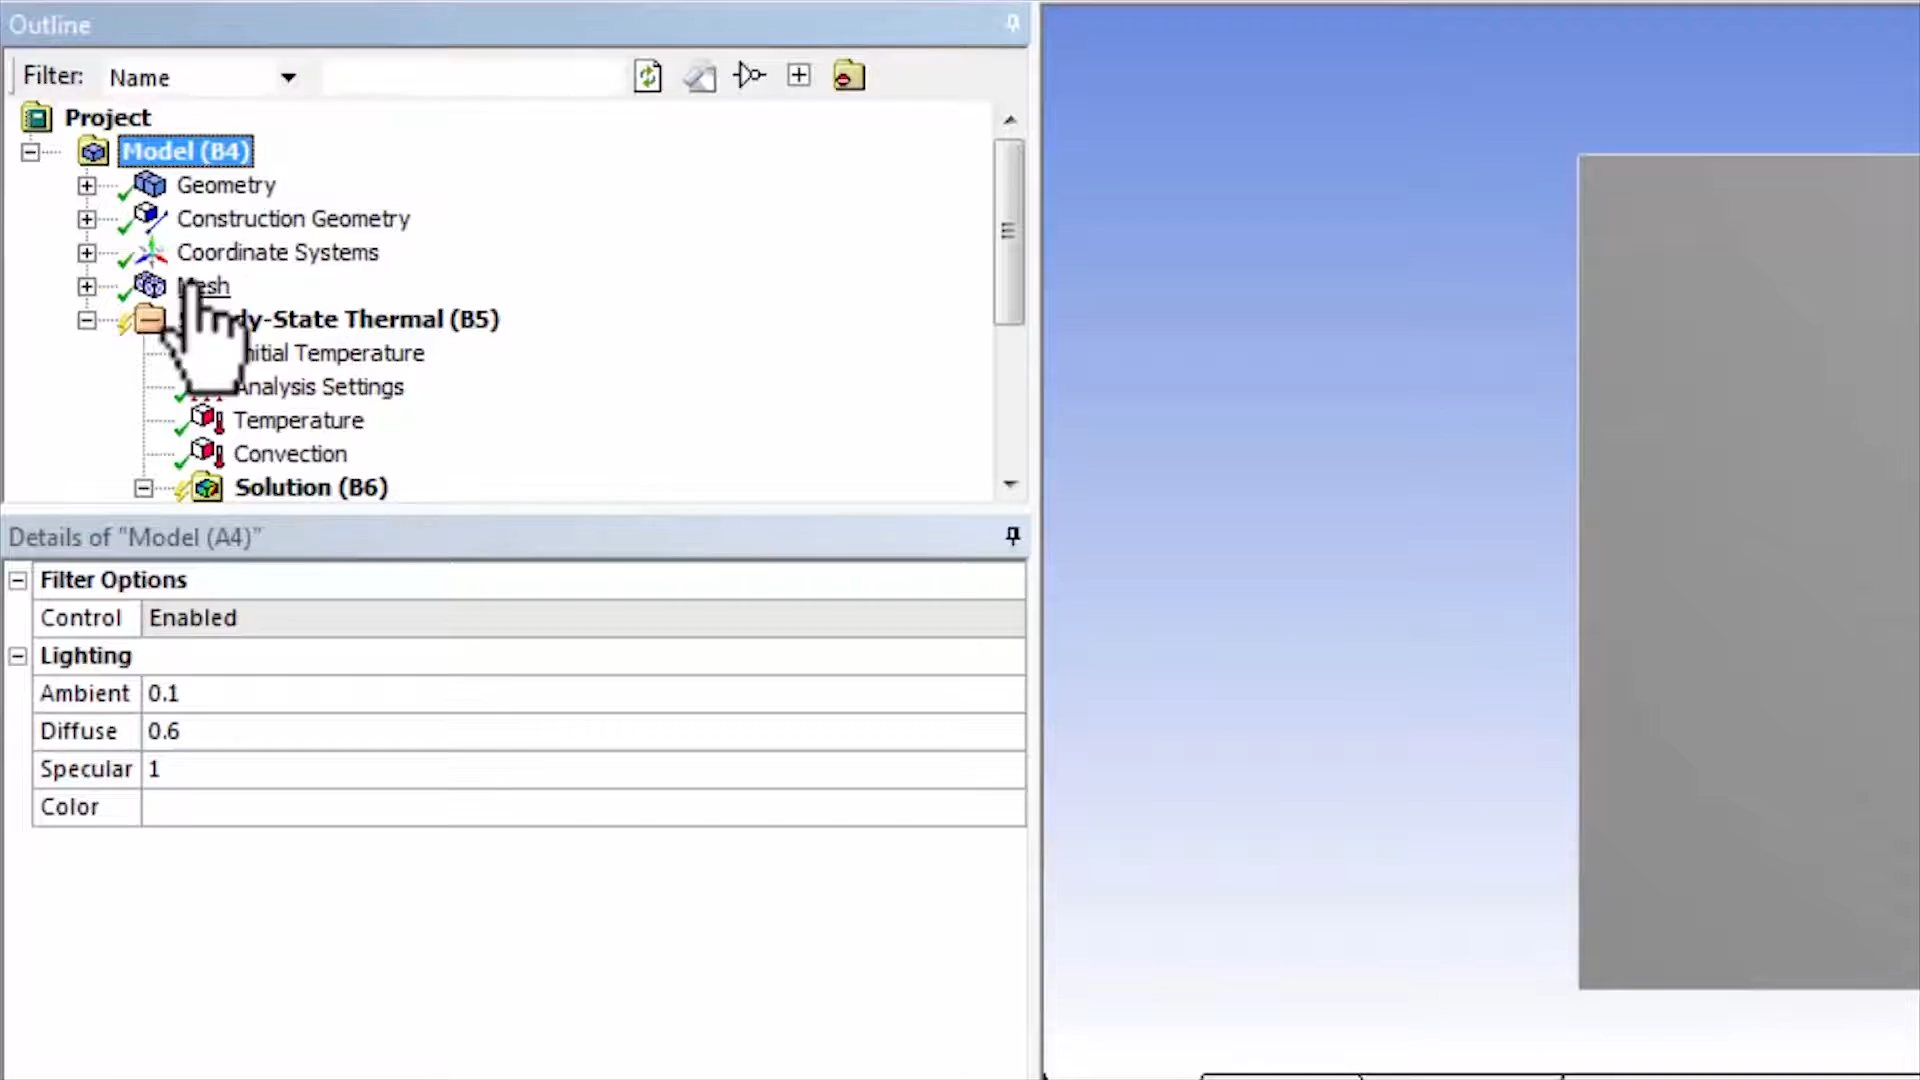 Outline
Filter: Name
Project
Model (B4)
Geometry
Construction Geometry
Coordinate Systems
esh
dy-State Thermal (B5)
nitial Temperature
Analysis Settings
Temperature
Convection
Solution (B6)
Details of "Model (A4)"
Filter Options
Control Enabled
Lighting
Ambient 0.1
Diffuse 0.6
Specular 1
Color